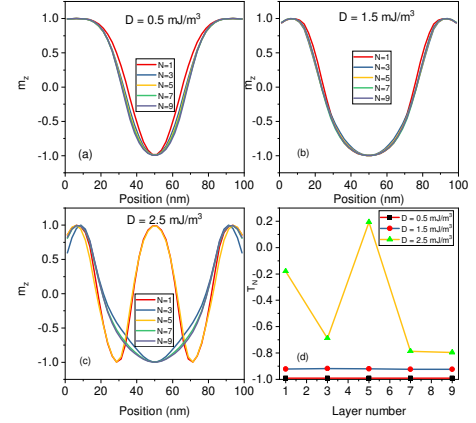 D = 0.5 mJ/m³
1.0
0.5
0.0
-0.5
-1.0
m_z
N=1
N=3
N=5
N=7
N=9
(a)
0 20 40 60 80 100
Position (nm)
D = 1.5 mJ/m³
1.0
0.5
0.0
-0.5
-1.0
m_z
N=1
N=3
N=5
N=7
N=9
(b)
0 20 40 60 80 100
Position (nm)
D = 2.5 mJ/m³
1.0
0.5
0.0
-0.5
-1.0
m_z
N=1
N=3
N=5
N=7
N=9
(c)
0 20 40 60 80 100
Position (nm)
D = 0.5 mJ/m³
D = 1.5 mJ/m³
D = 2.5 mJ/m³
0.2
0.0
-0.2
-0.4
-0.6
-0.8
-1.0
T_N
(d)
1 2 3 4 5 6 7 8 9
Layer number